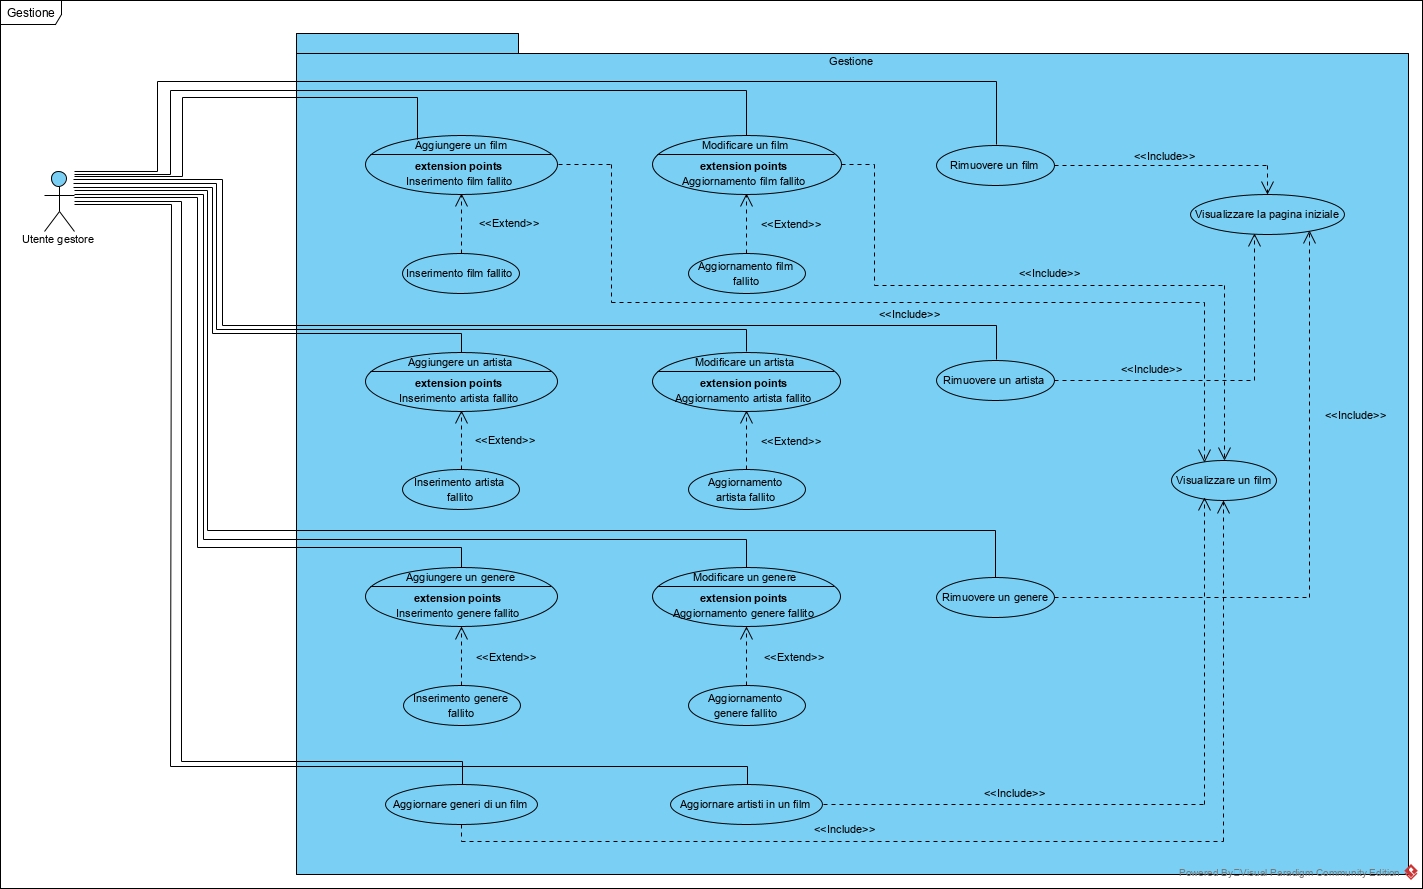 Gestione
Gestione
Aggiungere un film
extension points
Inserimento film fallito
Modificare un film
extension points
Aggiornamento film fallito
Rimuovere un film
<<Include>>
Visualizzare la pagina iniziale
Utente gestore
<<Extend>>
<<Extend>>
Inserimento film fallito
Aggiornamento film
fallito
<<Include>>
<<Include>>
Aggiungere un artista
extension points
Inserimento artista fallito
Modificare un artista
extension points
Aggiornamento artista fallito
Rimuovere un artista
<<Include>>
<<Include>>
<<Extend>>
<<Extend>>
Inserimento artista
fallito
Aggiornamento
artista fallito
Visualizzare un film
Aggiungere un genere
extension points
Inserimento genere fallito
Modificare un genere
extension points
Aggiornamento genere fallito
Rimuovere un genere
<<Extend>>
<<Extend>>
Inserimento genere
fallito
Aggiornamento
genere fallito
Aggiornare generi di un film
Aggiornare artisti in un film
<<Include>>
<<Include>>
Powered By Visual Paradigm Community Edition